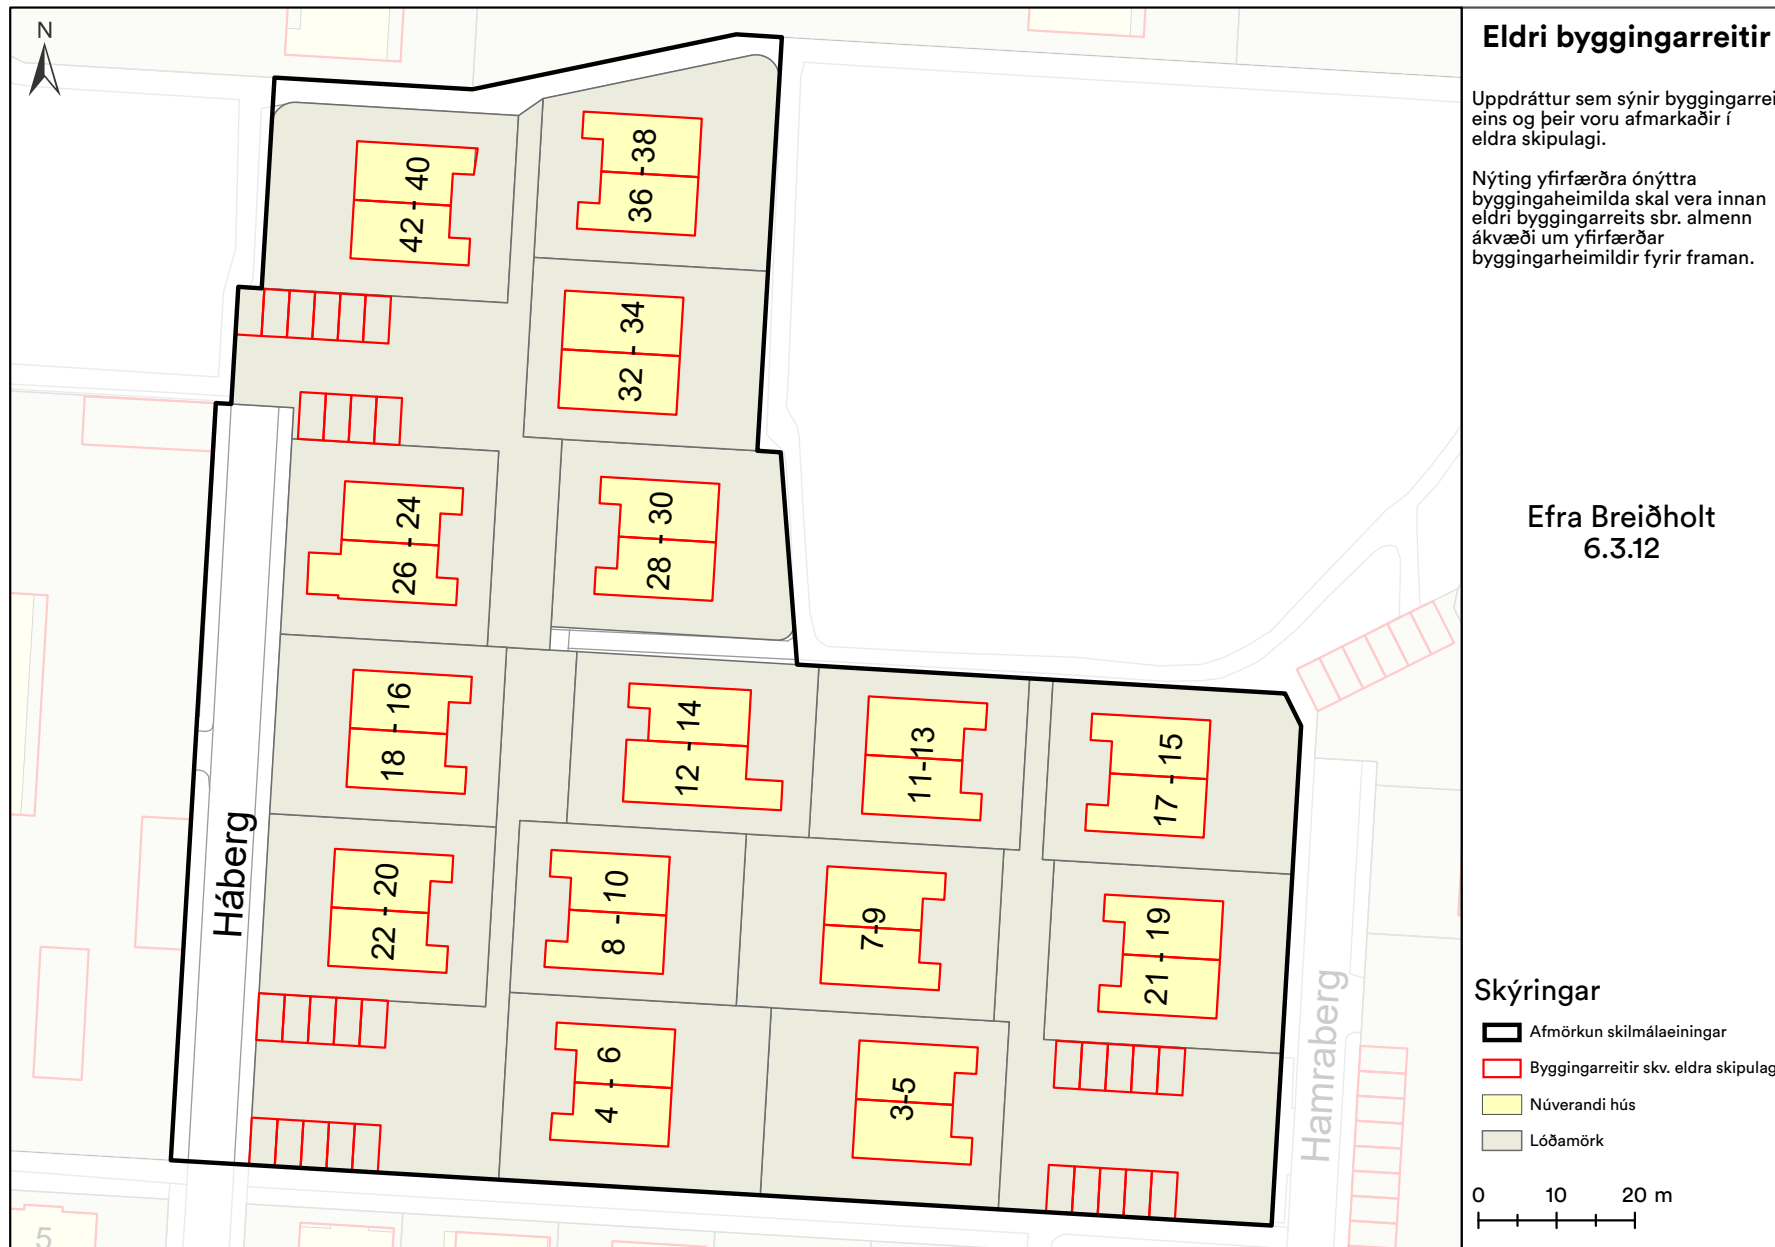 N
Eldri byggingarreitir
Uppdráttur sem sýnir byggingarrei
eins og þeir voru afmarkaðir í
eldra skipulagi.
Nýting yfirfærðra ónýttra
byggingaheimilda skal vera innan
eldri byggingarreits sbr. almenn
ákvæði um yfirfærðar
byggingarheimildir fyrir framan.
Efra Breiðholt
6.3.12
42 - 40
36 - 38
32 - 34
26 - 24
28 - 30
18 - 16
12 - 14
11-13
17 - 15
22 - 20
8 - 10
7-9
21 - 19
4 - 6
3-5
Háberg
Hamraberg
5
Skýringar
Afmörkun skilmálaeiningar
Byggingarreitir skv. eldra skipulag
Núverandi hús
Lóðamörk
0 10 20 m